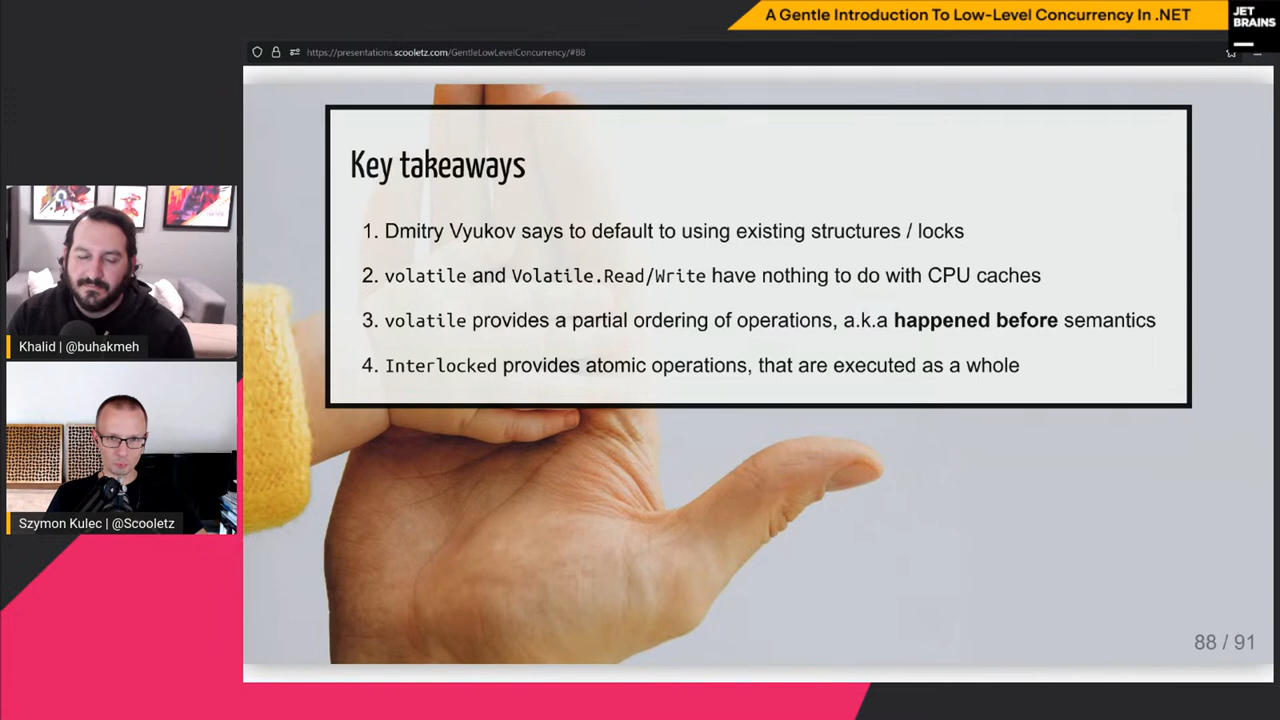 A Gentle Introduction To Low-Level Concurrency In .NET
JET
BRAINS
https://presentations.scooletz.com/GentleLowLevelConcurrency/#88
Key takeaways
1. Dmitry Vyukov says to default to using existing structures / locks
2. volatile and Volatile.Read/Write have nothing to do with CPU caches
3. volatile provides a partial ordering of operations, a.k.a happened before semantics
4. Interlocked provides atomic operations, that are executed as a whole
Khalid | @buhakmeh
Szymon Kulec | @Scooletz
88 / 91